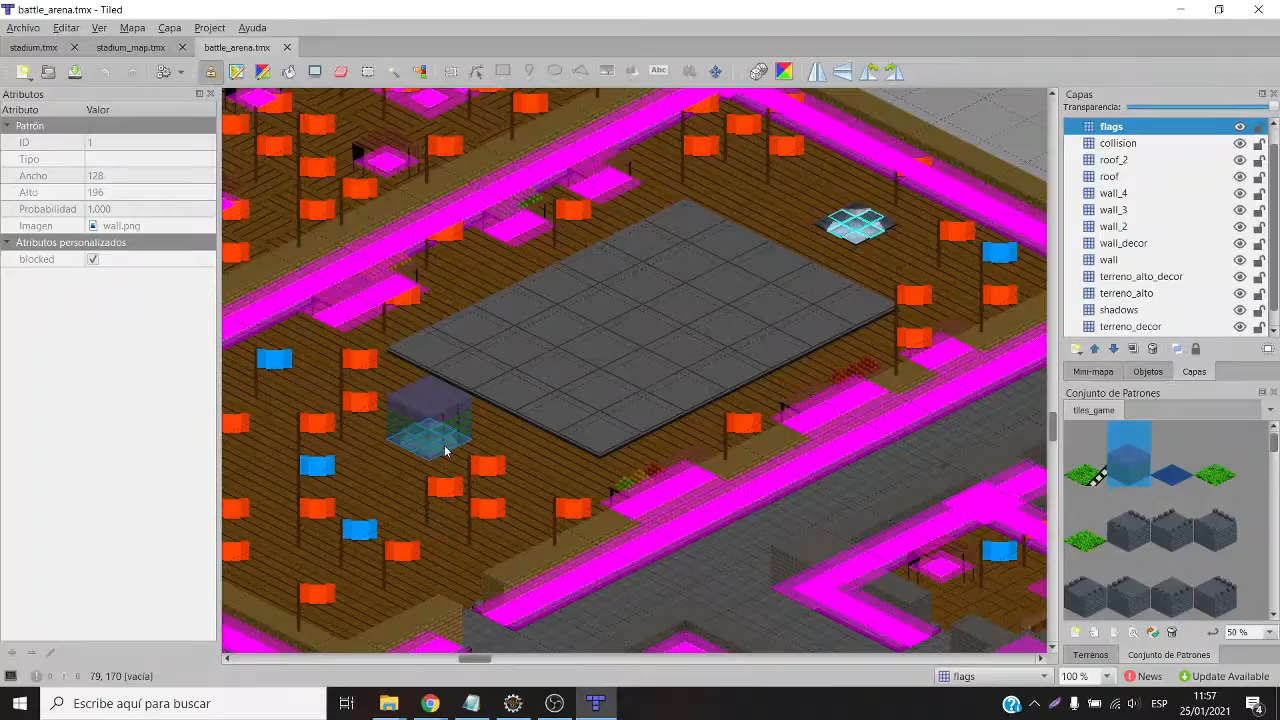 battle_arena.tmx - Tiled
Archivo Editar Ver Mapa Capa Project Ayuda
stadium.tmx stadium_map.tmx battle_arena.tmx
Abc
Atributos
Atributo Valor
Patrón
ID 1
Tipo
Ancho 128
Alto 196
Probabilidad 1.000
Imagen wall.png
Atributos personalizados
blocked
Capas
Transparencia:
flags
collision
roof_2
roof
wall_4
wall_3
wall_2
wall_decor
wall
terreno_alto_decor
terreno_alto
shadows
terreno_decor
Mini-mapa Objetos Capas
Conjunto de Patrones
tiles_game
50 %
Terrenos Conjunto de Patrones
0 0 79, 170 (vacia) flags 100 % News Update Available
Escribe aquí para buscar
ESP
11:57
25/01/2021